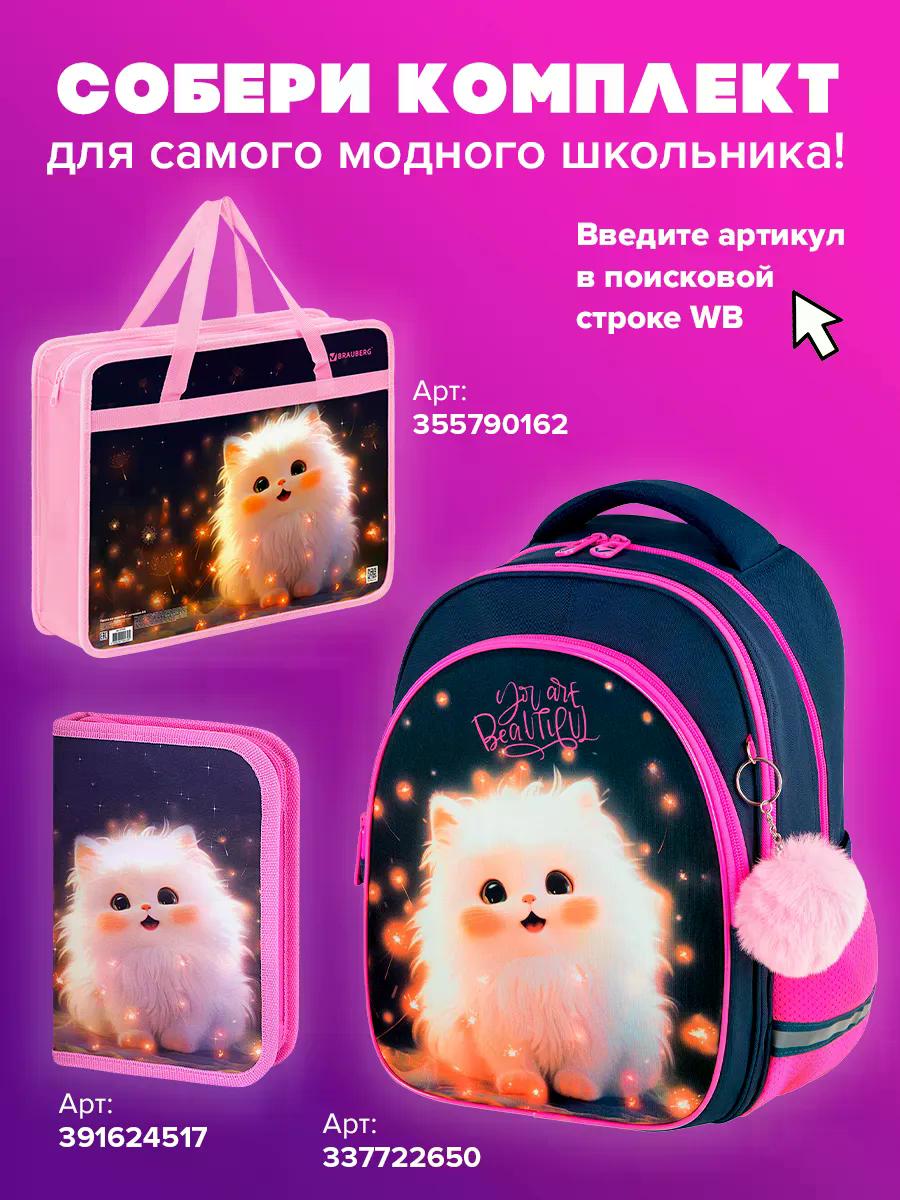 СОБЕРИ КОМПЛЕКТ
для самого модного школьника!
Введите артикул
в поисковой
строке WB
BRAUBERG
Арт:
355790162
You are
Beautiful
Арт:
391624517
Арт:
337722650